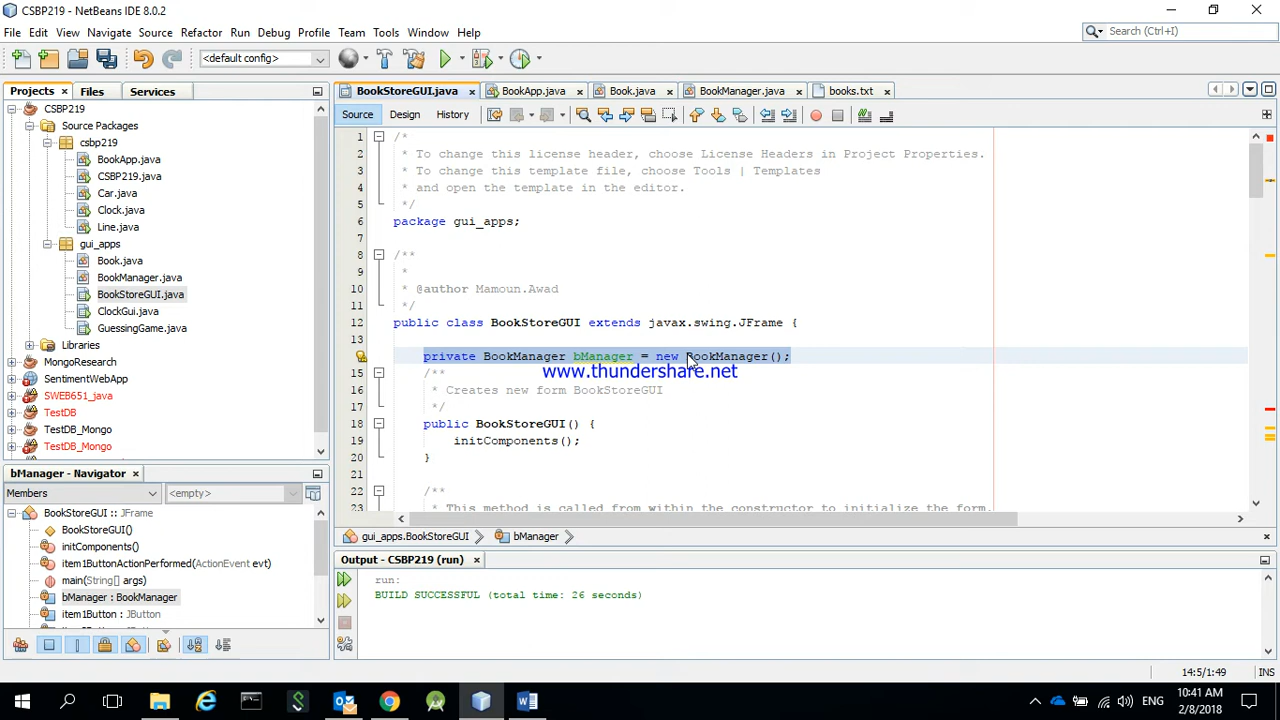 CSBP219 - NetBeans IDE 8.0.2
File Edit View Navigate Source Refactor Run Debug Profile Team Tools Window Help
Search (Ctrl+I)
<default config>
Projects Files Services
BookStoreGUI.java BookApp.java Book.java BookManager.java books.txt
Source Design History
CSBP219
Source Packages
csbp219
BookApp.java
CSBP219.java
Car.java
Clock.java
Line.java
gui_apps
Book.java
BookManager.java
BookStoreGUI.java
ClockGui.java
GuessingGame.java
Libraries
MongoResearch
SentimentWebApp
SWEB651_java
TestDB
TestDB_Mongo
TestDB_Mongo
1 /*
2 * To change this license header, choose License Headers in Project Properties.
3 * To change this template file, choose Tools | Templates
4 * and open the template in the editor.
5 */
6 package gui_apps;
7
8 /**
9 *
10 * @author Mamoun.Awad
11 */
12 public class BookStoreGUI extends javax.swing.JFrame {
13
private BookManager bManager = new BookManager();
www.thundershare.net
15 /**
16 * Creates new form BookStoreGUI
17 */
18 public BookStoreGUI() {
19 initComponents();
20 }
21
22 /**
23 * This method is called from within the constructor to initialize the form.
bManager - Navigator
Members <empty>
BookStoreGUI :: JFrame
BookStoreGUI()
initComponents()
item1ButtonActionPerformed(ActionEvent evt)
main(String[] args)
bManager : BookManager
item1Button : JButton
gui_apps.BookStoreGUI bManager
Output - CSBP219 (run)
run:
BUILD SUCCESSFUL (total time: 26 seconds)
14:5/1:49 INS
ENG
10:41 AM
2/8/2018